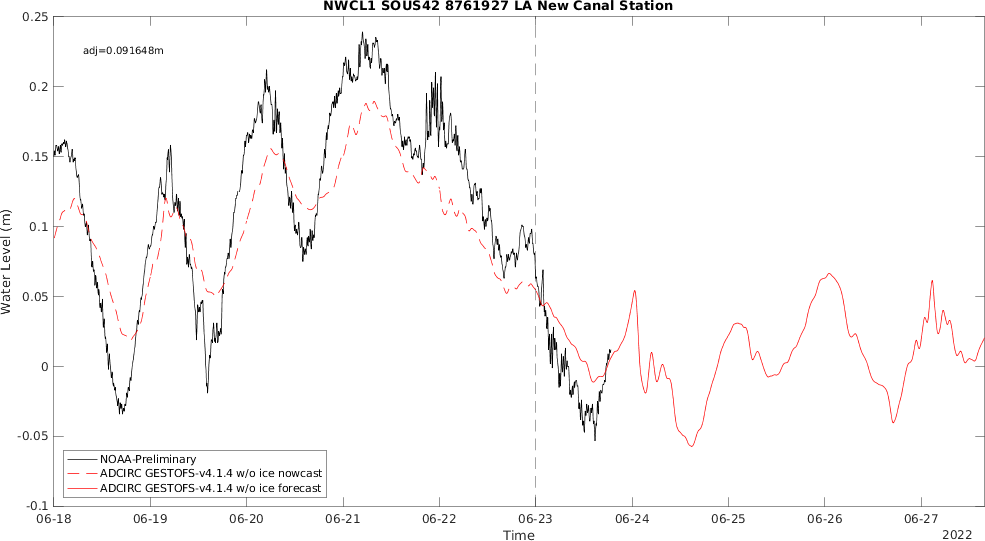 NWCL1 SOUS42 8761927 LA New Canal Station
0.25
adj=0.091648m
0.2
0.15
0.1
0.05
0
-0.05
-0.1
Water Level (m)
NOAA-Preliminary
ADCIRC GESTOFS-v4.1.4 w/o ice nowcast
ADCIRC GESTOFS-v4.1.4 w/o ice forecast
06-18 06-19 06-20 06-21 06-22 06-23 06-24 06-25 06-26 06-27
Time
2022